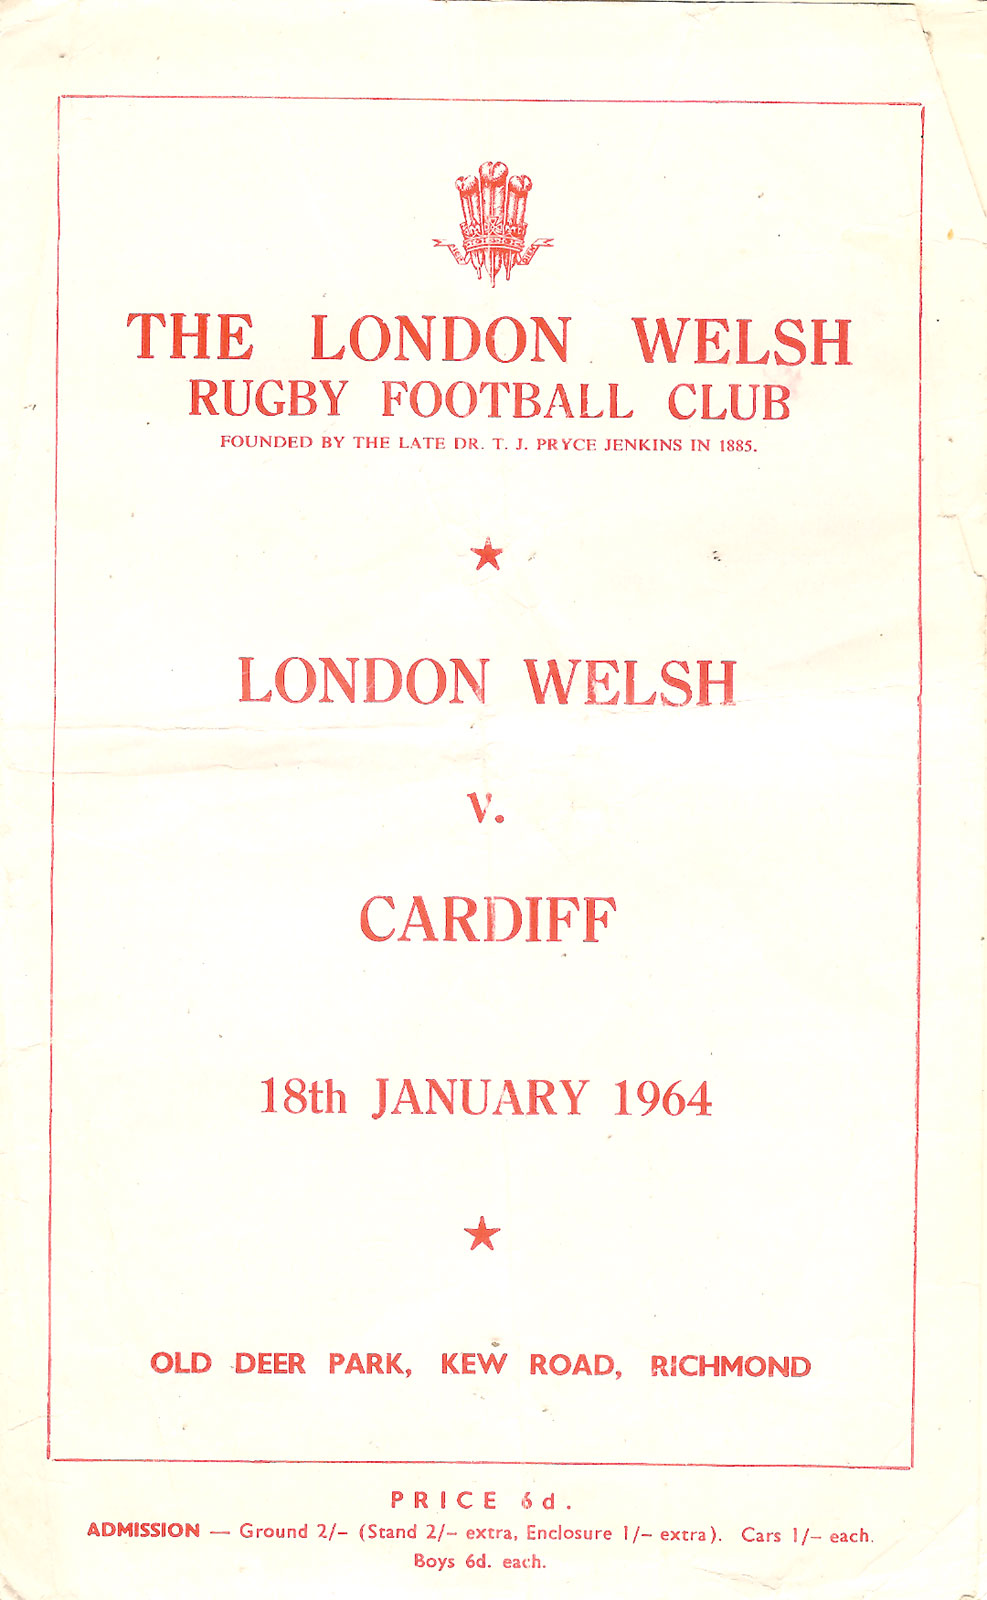 THE LONDON WELSH
RUGBY FOOTBALL CLUB
FOUNDED BY THE LATE DR. T. J. PRYCE JENKINS IN 1885.
LONDON WELSH
v.
CARDIFF
18th JANUARY 1964
OLD DEER PARK, KEW ROAD, RICHMOND
PRICE 6d.
ADMISSION — Ground 2/- (Stand 2/- extra, Enclosure 1/- extra). Cars 1/- each.
Boys 6d. each.